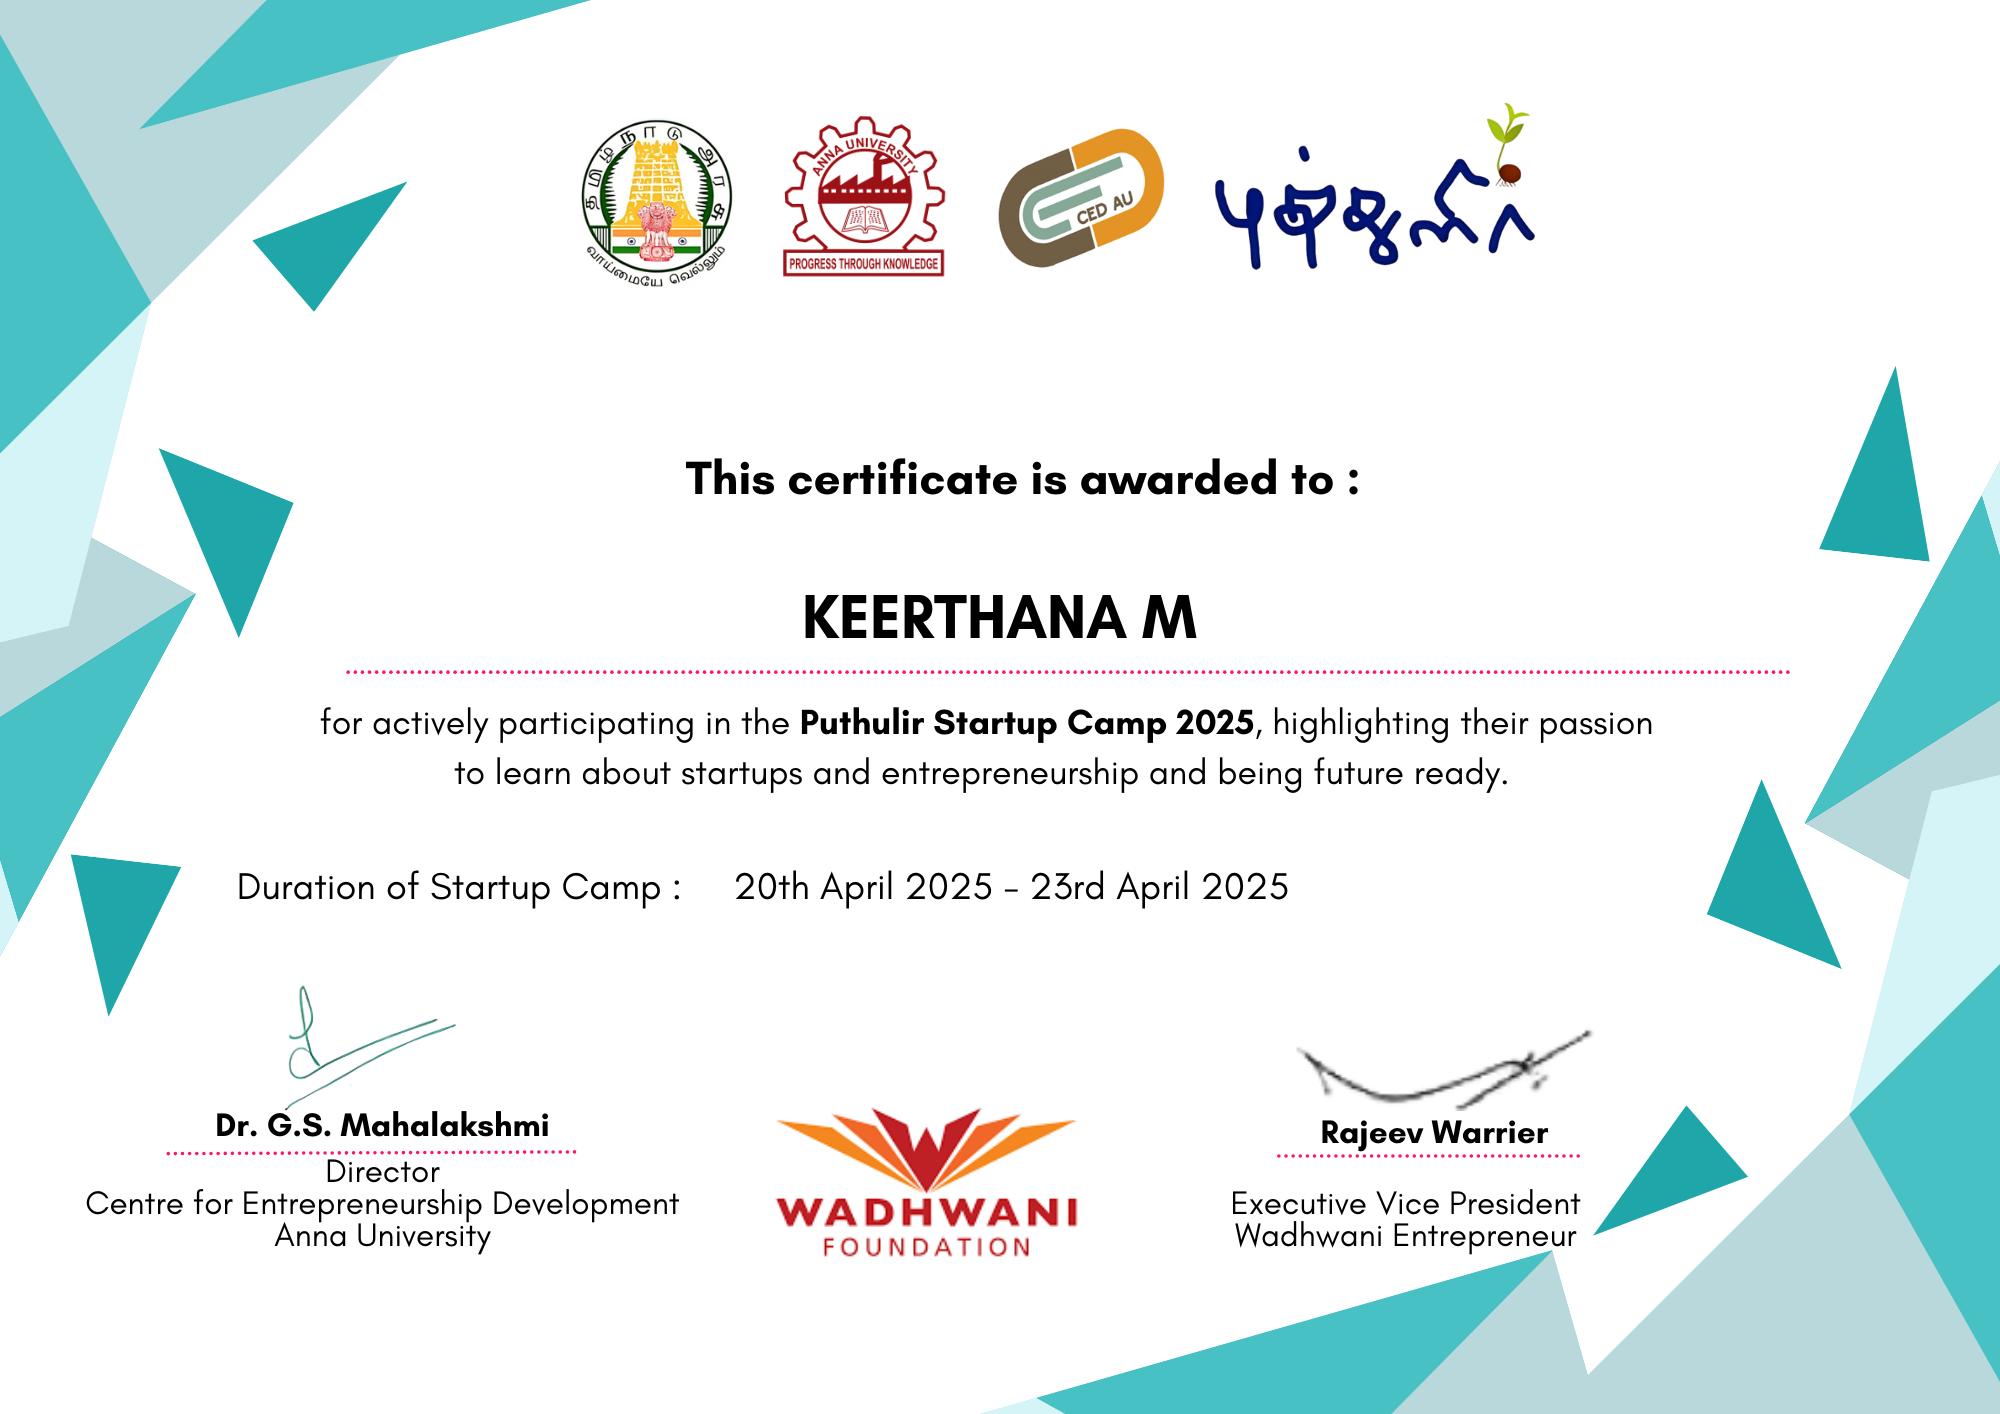 தமிழ்நாடு அரசு
வாய்மையே வெல்லும்
ANNA UNIVERSITY
PROGRESS THROUGH KNOWLEDGE
CED AU
புத்துளிர்
This certificate is awarded to :
KEERTHANA M
for actively participating in the Puthulir Startup Camp 2025, highlighting their passion
to learn about startups and entrepreneurship and being future ready.
Duration of Startup Camp : 20th April 2025 - 23rd April 2025
Dr. G.S. Mahalakshmi
Director
Centre for Entrepreneurship Development
Anna University
WADHWANI
FOUNDATION
Rajeev Warrier
Executive Vice President
Wadhwani Entrepreneur